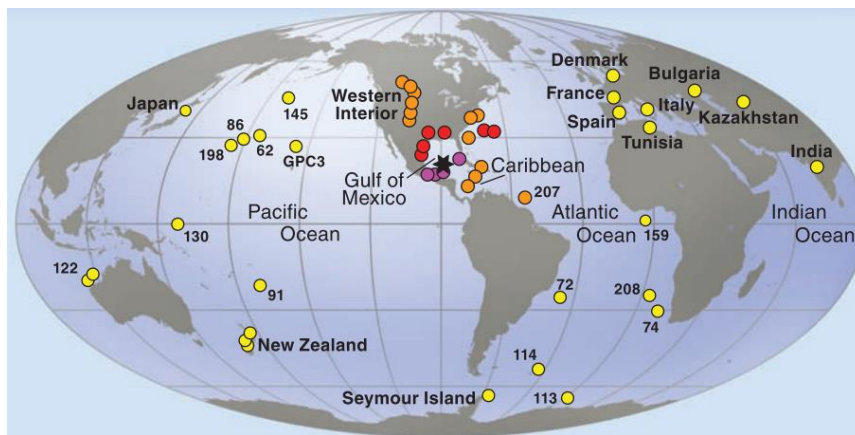 Denmark
Bulgaria
France
Western
Interior
Japan
145
Italy
Kazakhstan
Spain
86
62
Tunisia
198
GPC3
India
Gulf of
Mexico
Caribbean
207
Pacific
Ocean
Atlantic
Ocean
Indian
Ocean
130
159
122
91
72
208
74
New Zealand
114
Seymour Island
113